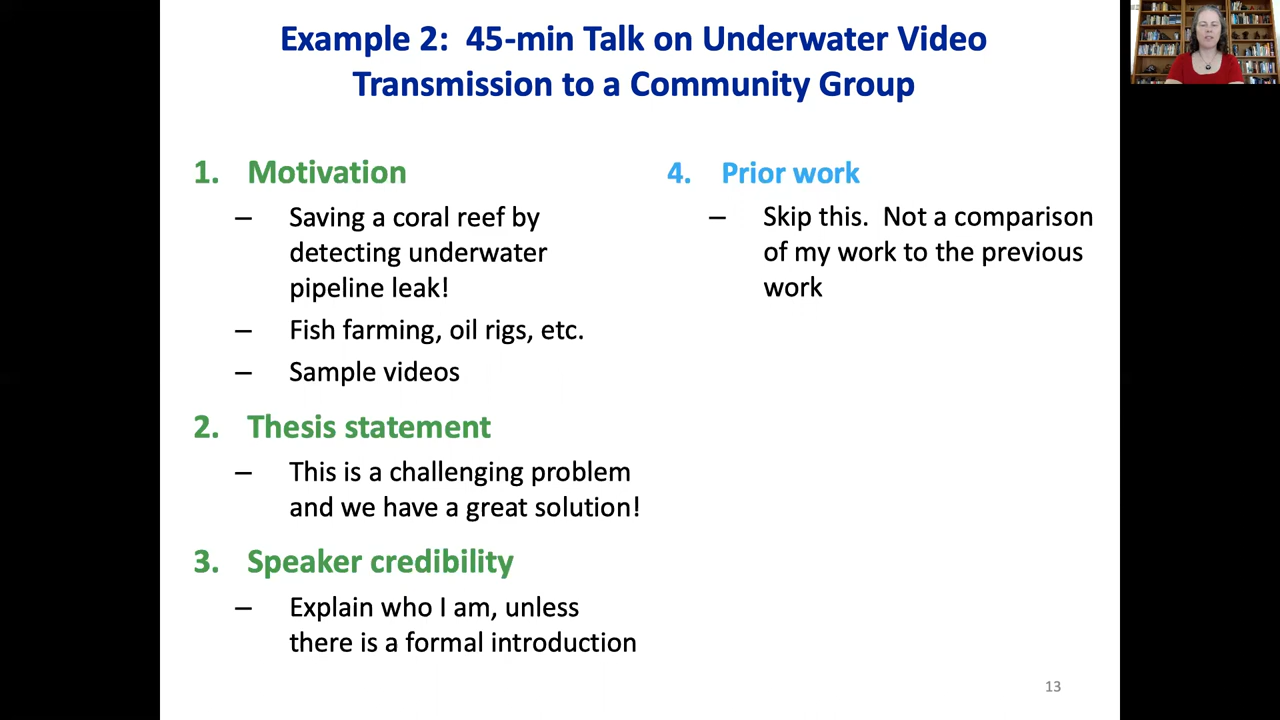 Example 2: 45-min Talk on Underwater Video
Transmission to a Community Group
1. Motivation
– Saving a coral reef by
detecting underwater
pipeline leak!
– Fish farming, oil rigs, etc.
– Sample videos
2. Thesis statement
– This is a challenging problem
and we have a great solution!
3. Speaker credibility
– Explain who I am, unless
there is a formal introduction
4. Prior work
– Skip this. Not a comparison
of my work to the previous
work
13